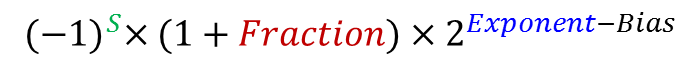 (−1)^S × (1 + Fraction) × 2^(Exponent−Bias)